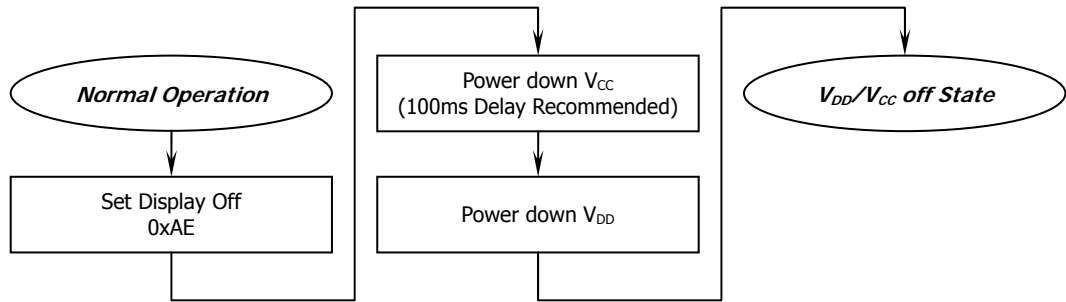 Normal Operation
Set Display Off
0xAE
Power down VCC
(100ms Delay Recommended)
Power down VDD
VDD/VCC off State